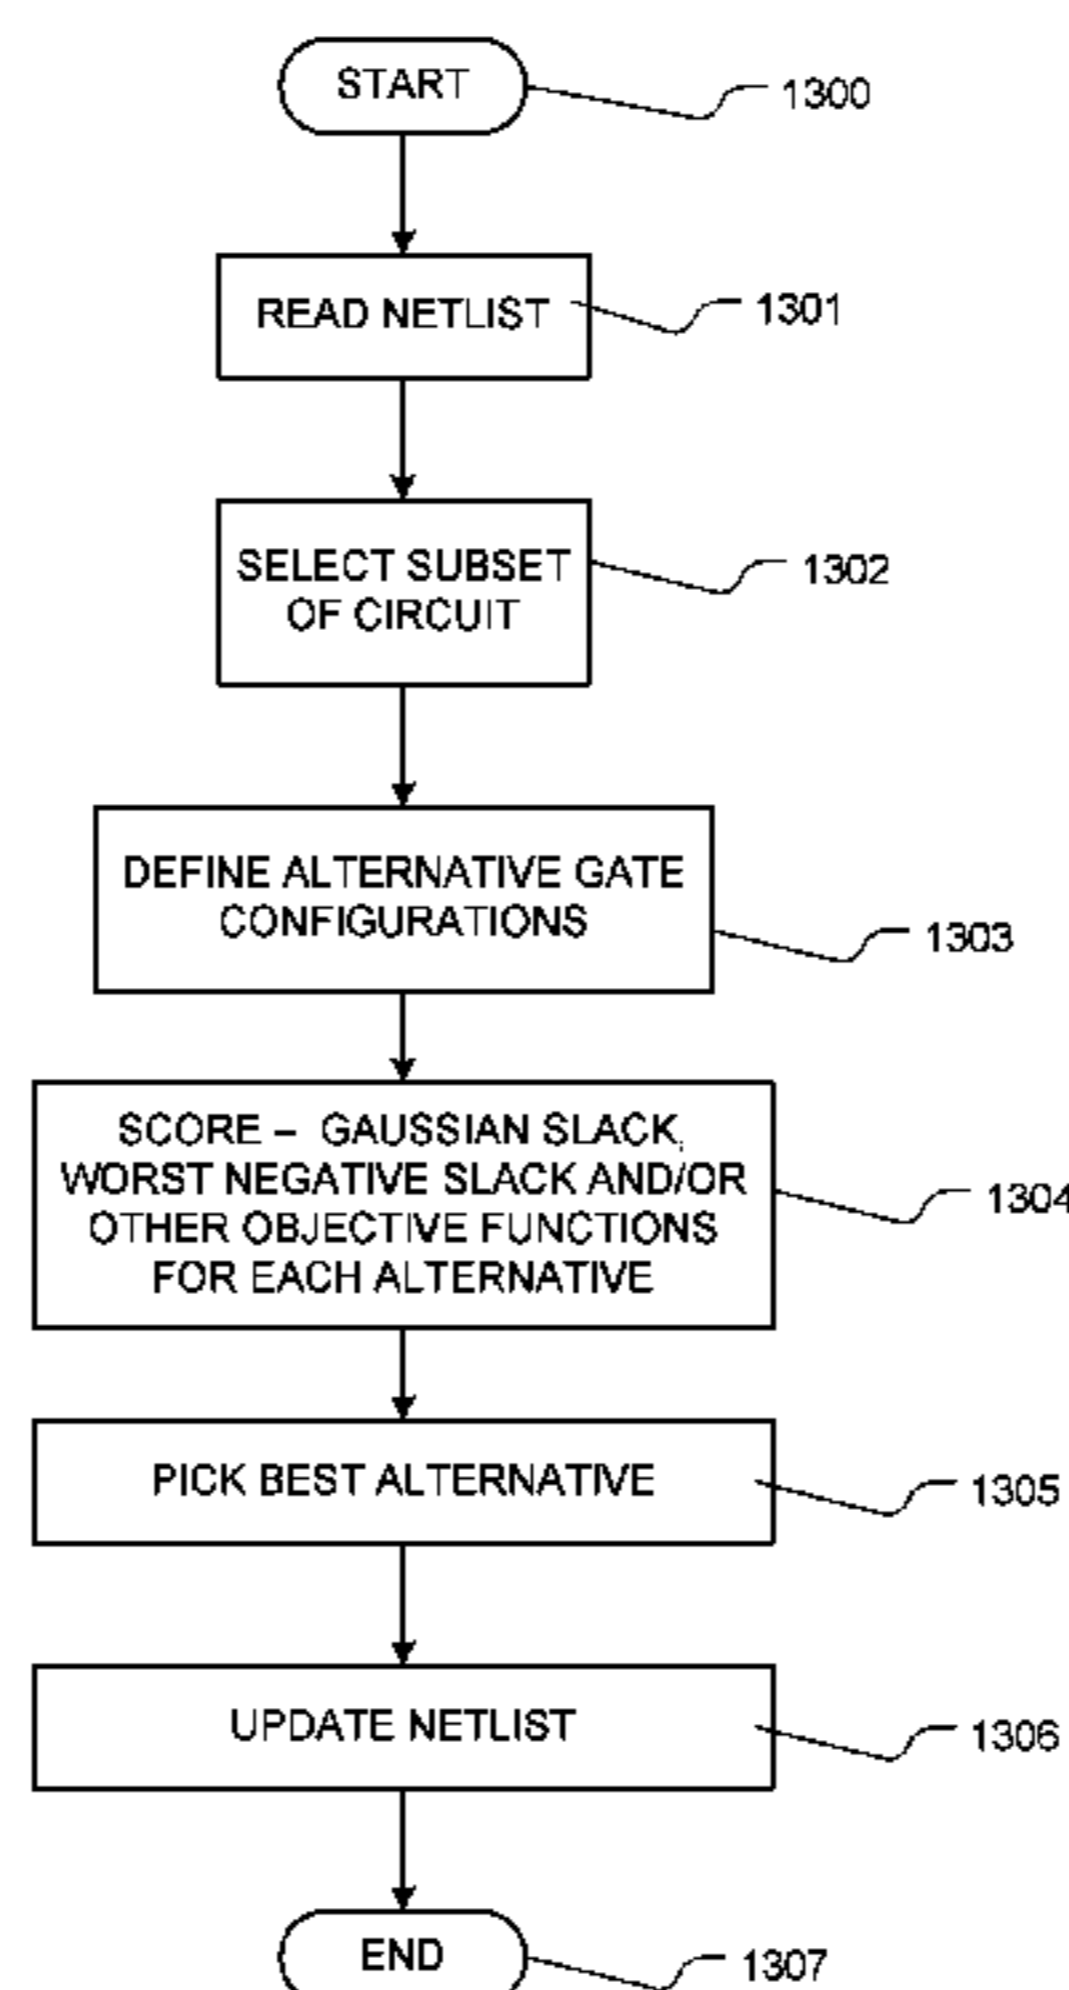 START
1300
READ NETLIST
1301
SELECT SUBSET
OF CIRCUIT
1302
DEFINE ALTERNATIVE GATE
CONFIGURATIONS
1303
SCORE – GAUSSIAN SLACK,
WORST NEGATIVE SLACK AND/OR
OTHER OBJECTIVE FUNCTIONS
FOR EACH ALTERNATIVE
1304
PICK BEST ALTERNATIVE
1305
UPDATE NETLIST
1306
END
1307